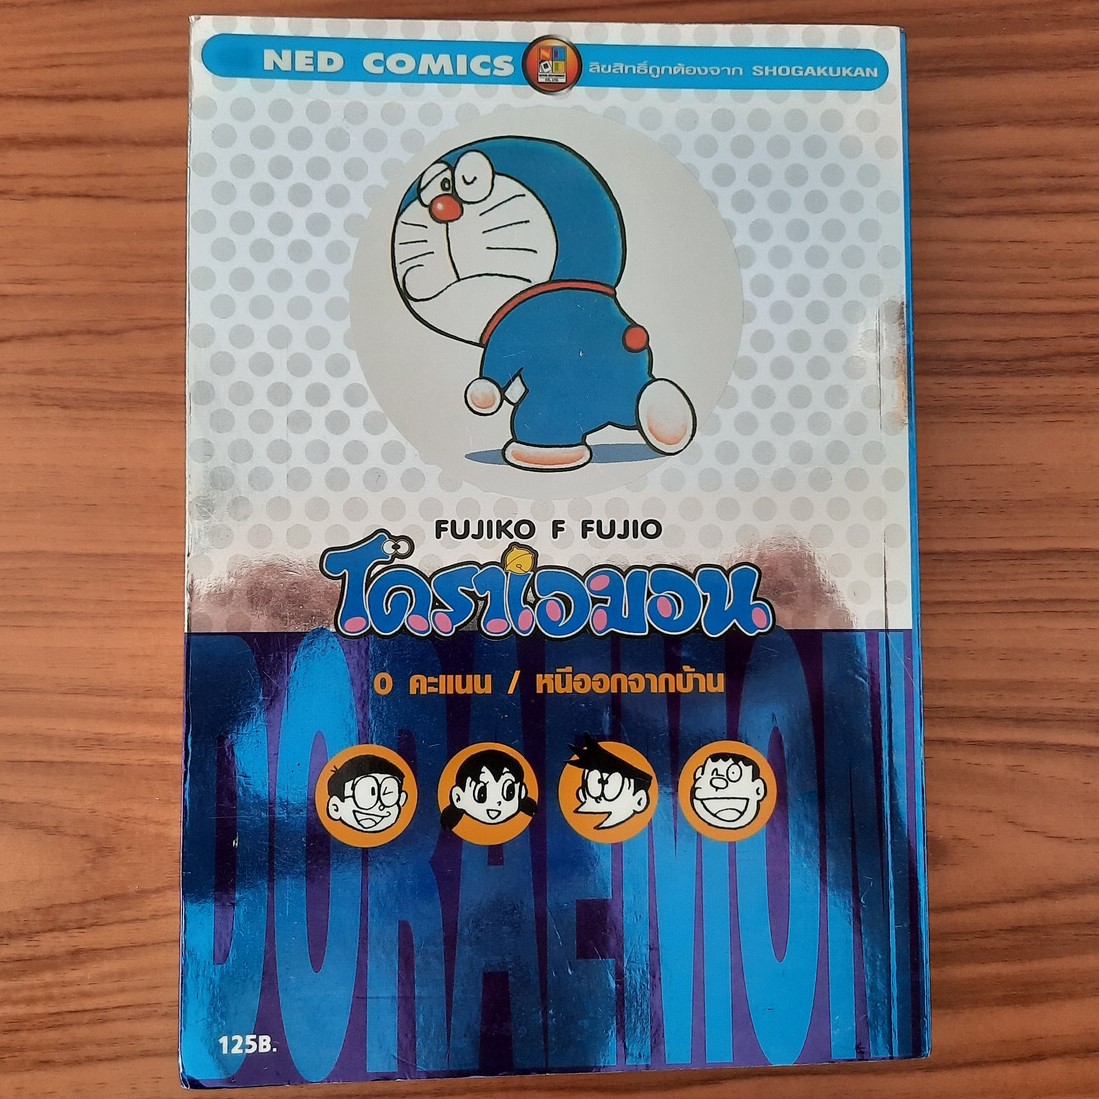 NED COMICS
ลิขสิทธิ์ถูกต้องจาก SHOGAKUKAN
FUJIKO F FUJIO
โดราเอมอน
0 คะแนน / หนีออกจากบ้าน
DORAEMON
125B.